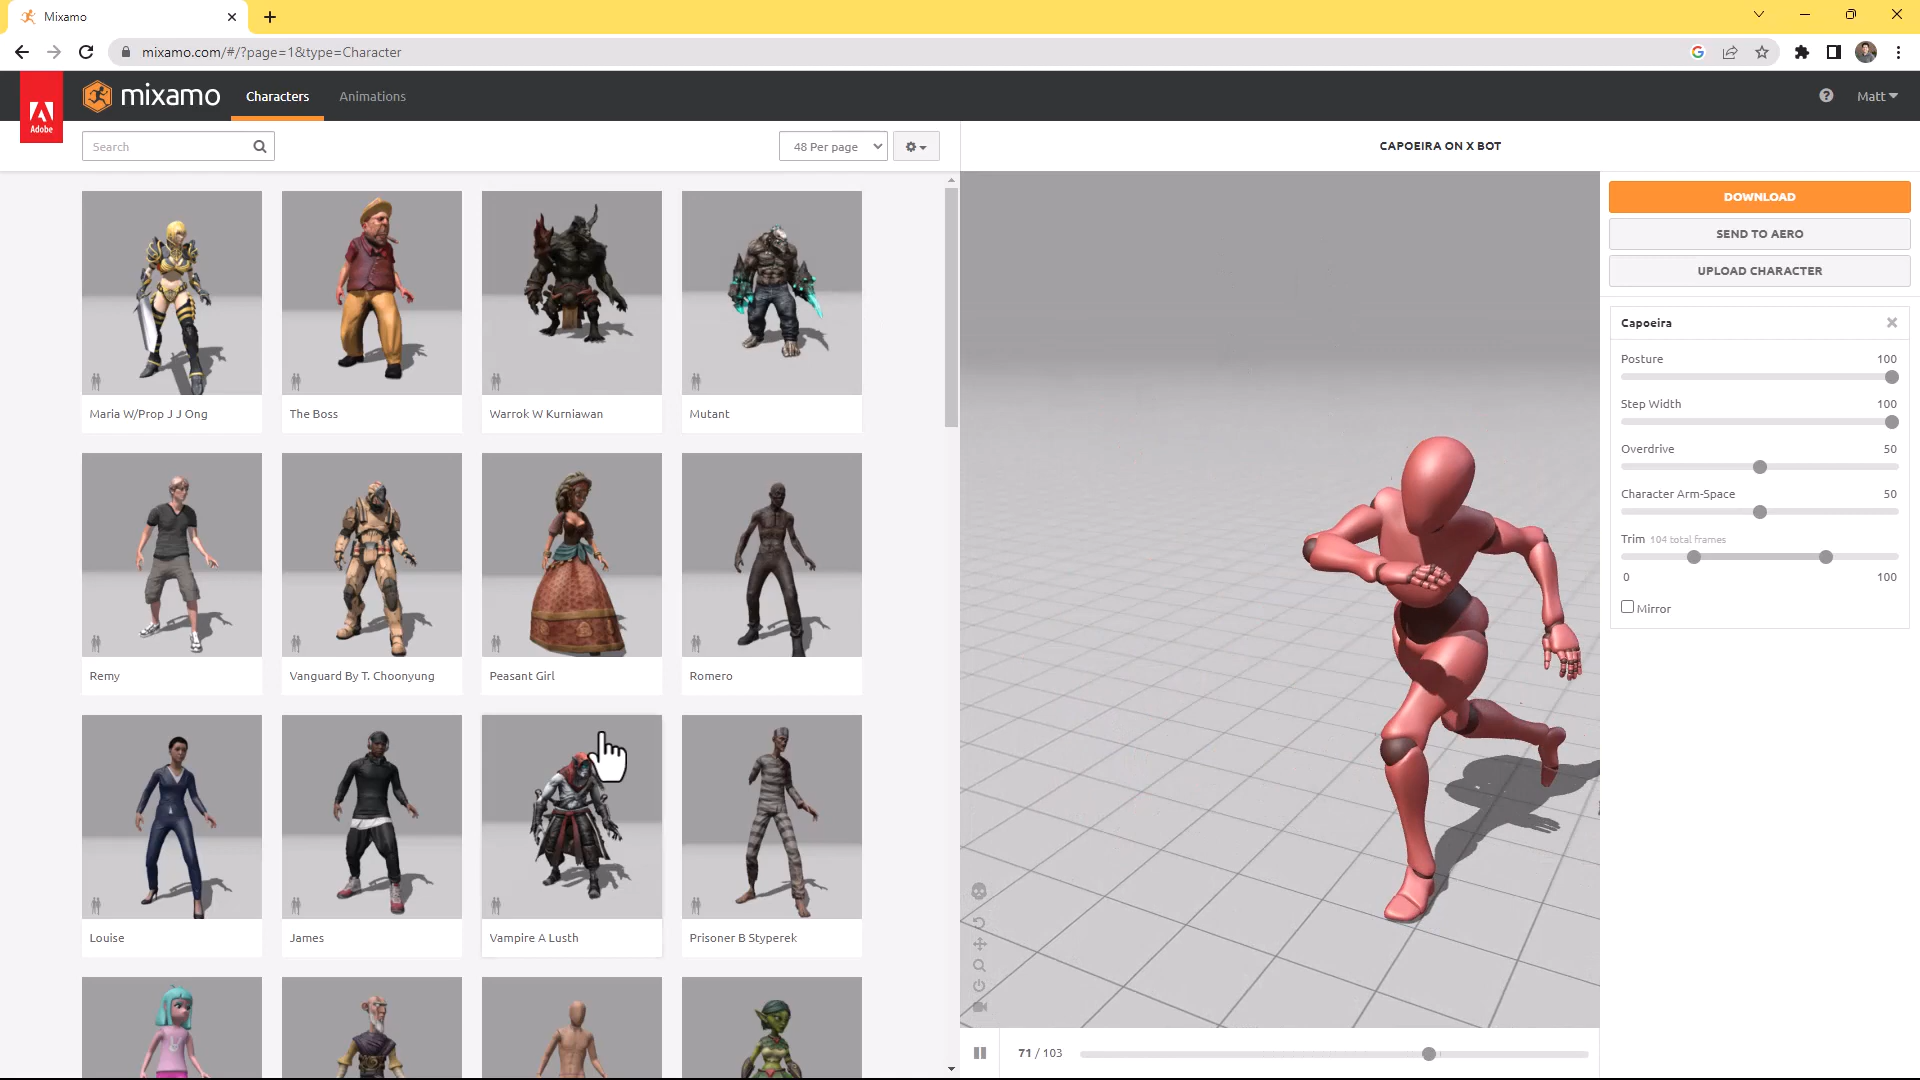 Mixamo
mixamo.com/#/?page=1&type=Character
Adobe
mixamo
Characters
Animations
Matt
Search
48 Per page
CAPOEIRA ON X BOT
DOWNLOAD
SEND TO AERO
UPLOAD CHARACTER
Maria W/Prop J J Ong
The Boss
Warrok W Kurniawan
Mutant
Capoeira
Posture 100
Step Width 100
Overdrive 50
Character Arm-Space 50
Trim 104 total frames
0 100
Mirror
Remy
Vanguard By T. Choonyung
Peasant Girl
Romero
Louise
James
Vampire A Lusth
Prisoner B Styperek
71 / 103